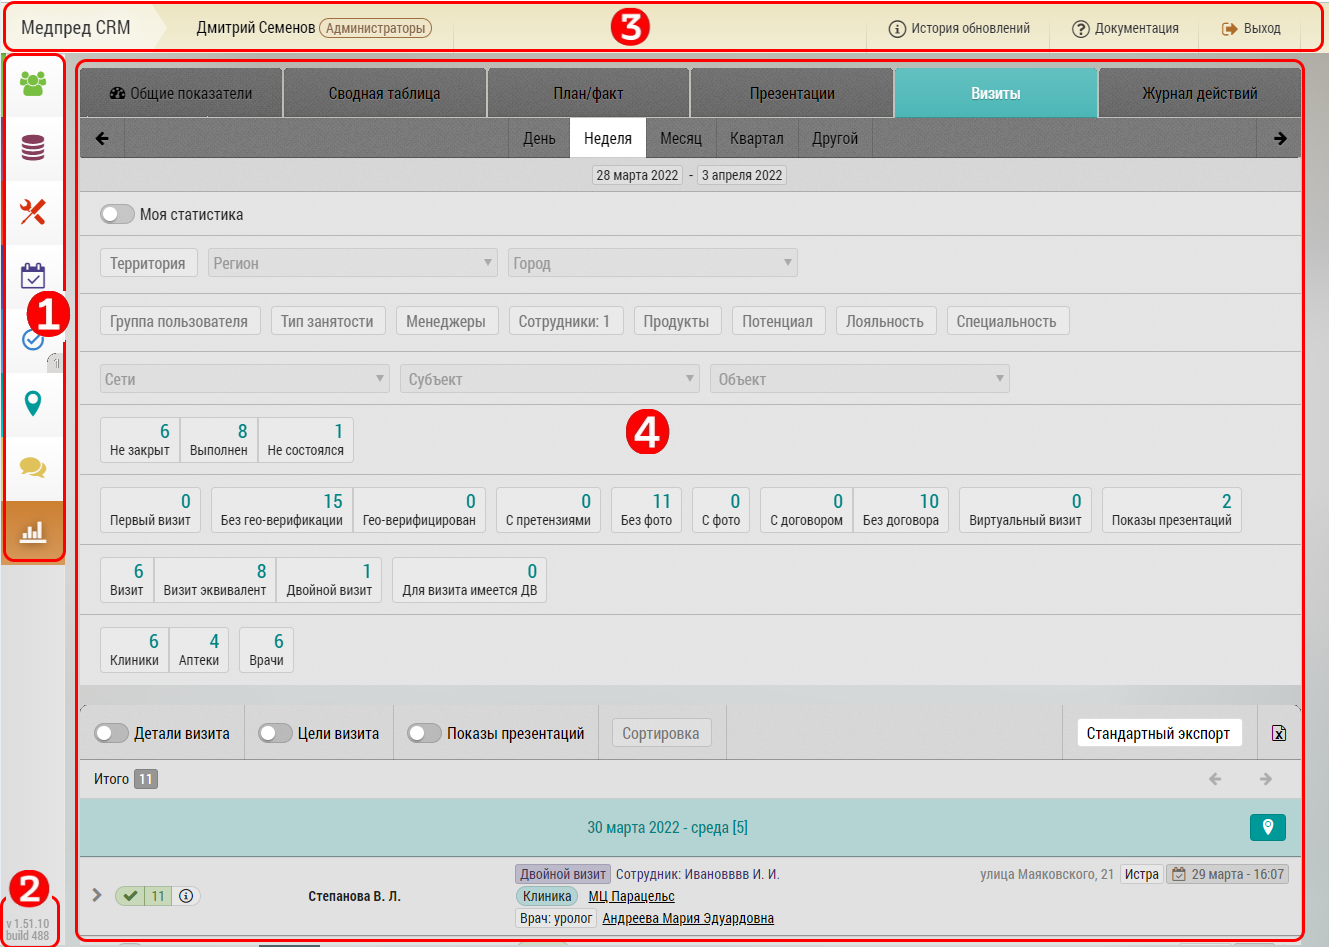 Медпред CRM Дмитрий Семенов Администраторы 3 История обновлений Документация Выход
Общие показатели Сводная таблица План/факт Презентации Визиты Журнал действий
День Неделя Месяц Квартал Другой
28 марта 2022 - 3 апреля 2022
Моя статистика
Территория Регион Город
1
Группа пользователя Тип занятости Менеджеры Сотрудники: 1 Продукты Потенциал Лояльность Специальность
1
Сети Субъект Объект
4
6 8 1
Не закрыт Выполнен Не состоялся
0 15 0 0 11 0 0 10 0 2
Первый визит Без гео-верификации Гео-верифицирован С претензиями Без фото С фото С договором Без договора Виртуальный визит Показы презентаций
6 8 1 0
Визит Визит эквивалент Двойной визит Для визита имеется ДВ
6 4 6
Клиники Аптеки Врачи
Детали визита Цели визита Показы презентаций Сортировка Стандартный экспорт
Итого 11
30 марта 2022 - среда [5]
Двойной визит Сотрудник: Ивановввв И. И. улица Маяковского, 21 Истра 29 марта - 16:07
11 Степанова В. Л. Клиника МЦ Парацельс
Врач: уролог Андреева Мария Эдуардовна
2
v 1.51.10
build 488